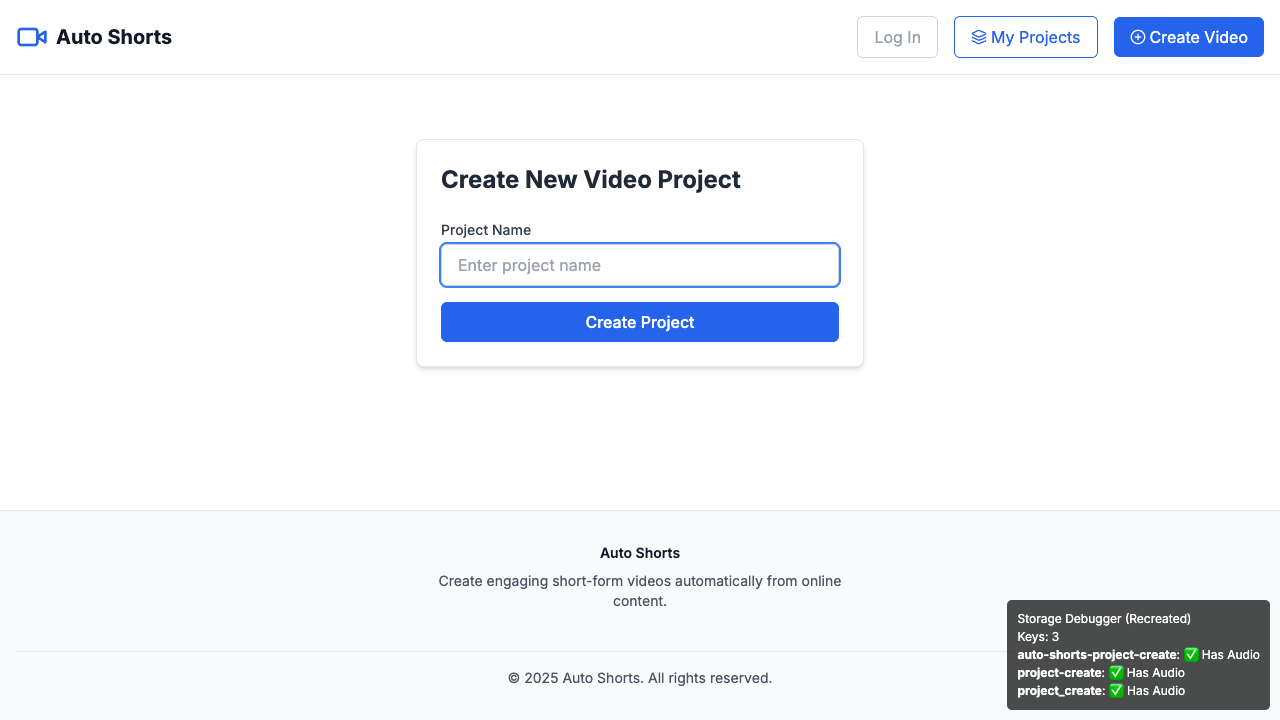 Auto Shorts
Log In
My Projects
Create Video
Create New Video Project
Project Name
Enter project name
Create Project
Auto Shorts
Create engaging short-form videos automatically from online
content.
© 2025 Auto Shorts. All rights reserved.
Storage Debugger (Recreated)
Keys: 3
auto-shorts-project-create: ✅ Has Audio
project-create: ✅ Has Audio
project_create: ✅ Has Audio